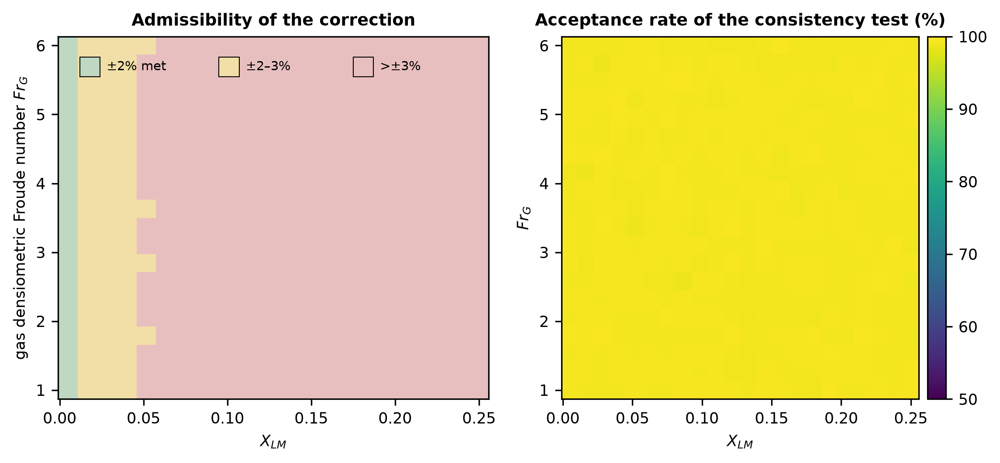 Admissibility of the correction
gas densiometric Froude number Fr_G
6
5
4
3
2
1
±2% met
±2–3%
>±3%
0.00 0.05 0.10 0.15 0.20 0.25
X_LM
Acceptance rate of the consistency test (%)
Fr_G
6
5
4
3
2
1
0.00 0.05 0.10 0.15 0.20 0.25
X_LM
100
90
80
70
60
50